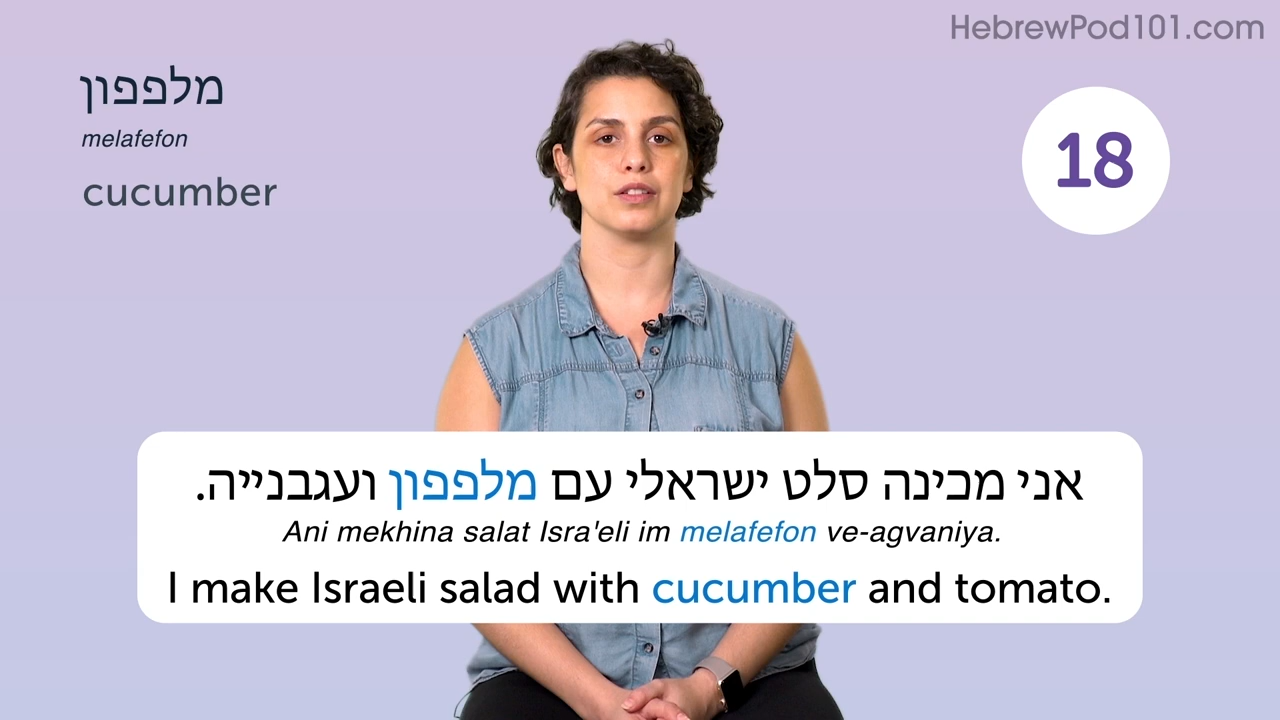 HebrewPod101.com
מלפפון
melafefon
cucumber
18
אני מכינה סלט ישראלי עם מלפפון ועגבנייה.
Ani mekhina salat Isra'eli im melafefon ve-agvaniya.
I make Israeli salad with cucumber and tomato.